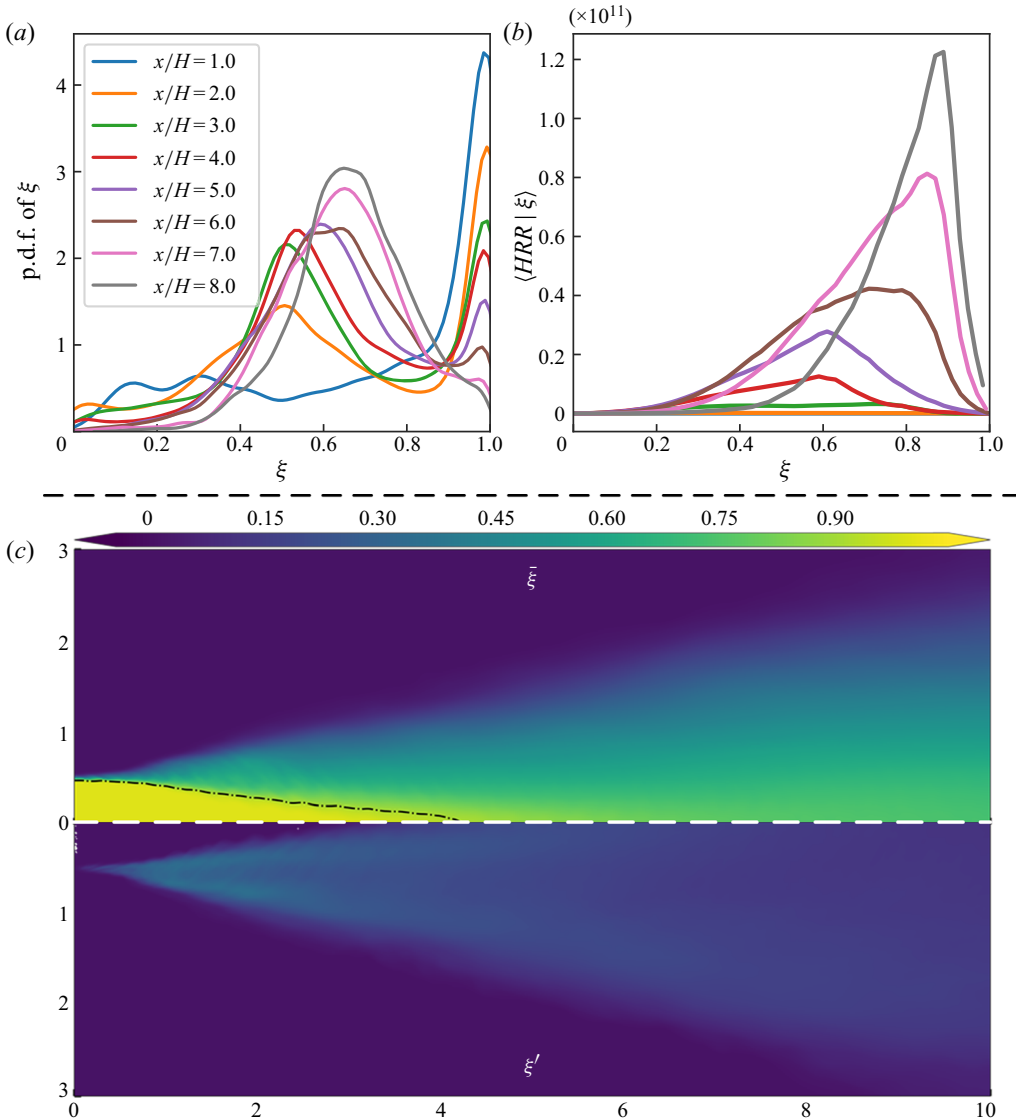 (a)
p.d.f. of ξ
4
3
2
1
0
x/H = 1.0
x/H = 2.0
x/H = 3.0
x/H = 4.0
x/H = 5.0
x/H = 6.0
x/H = 7.0
x/H = 8.0
0 0.2 0.4 0.6 0.8 1.0
ξ
(×10¹¹)
(b)
⟨HRR | ξ⟩
1.2
1.0
0.8
0.6
0.4
0.2
0
0.2 0.4 0.6 0.8 1.0
ξ
0 0.15 0.30 0.45 0.60 0.75 0.90
(c)
3
ξ̄
2
1
0
1
2
ξ′
3
0 2 4 6 8 10